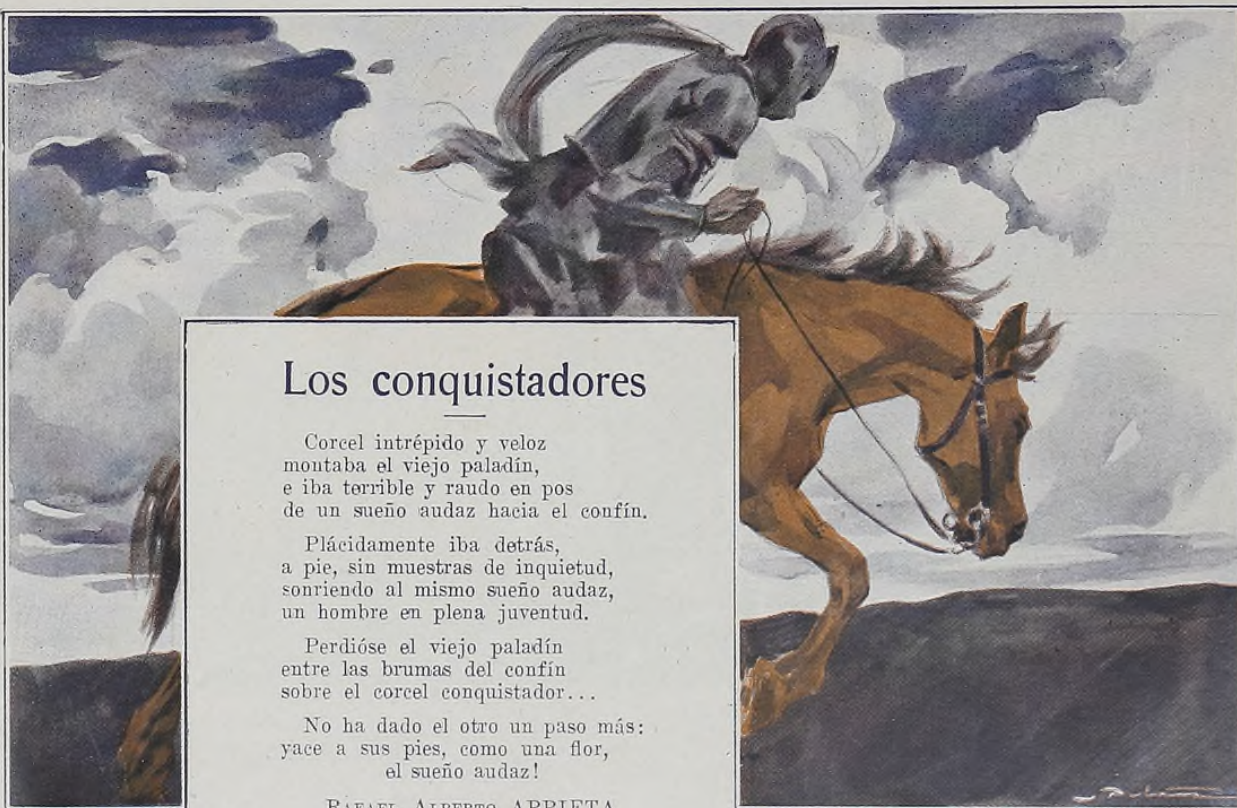 Los conquistadores
Corcel intrépido y veloz
montaba el viejo paladín,
e iba terrible y raudo en pos
de un sueño audaz hacia el confín.
Plácidamente iba detrás,
a pie, sin muestras de inquietud,
sonriendo al mismo sueño audaz,
un hombre en plena juventud.
Perdióse el viejo paladín
entre las brumas del confín
sobre el corcel conquistador...
No ha dado el otro un paso más:
yace a sus pies, como una flor,
el sueño audaz!
RAFAEL ALBERTO ARRIETA